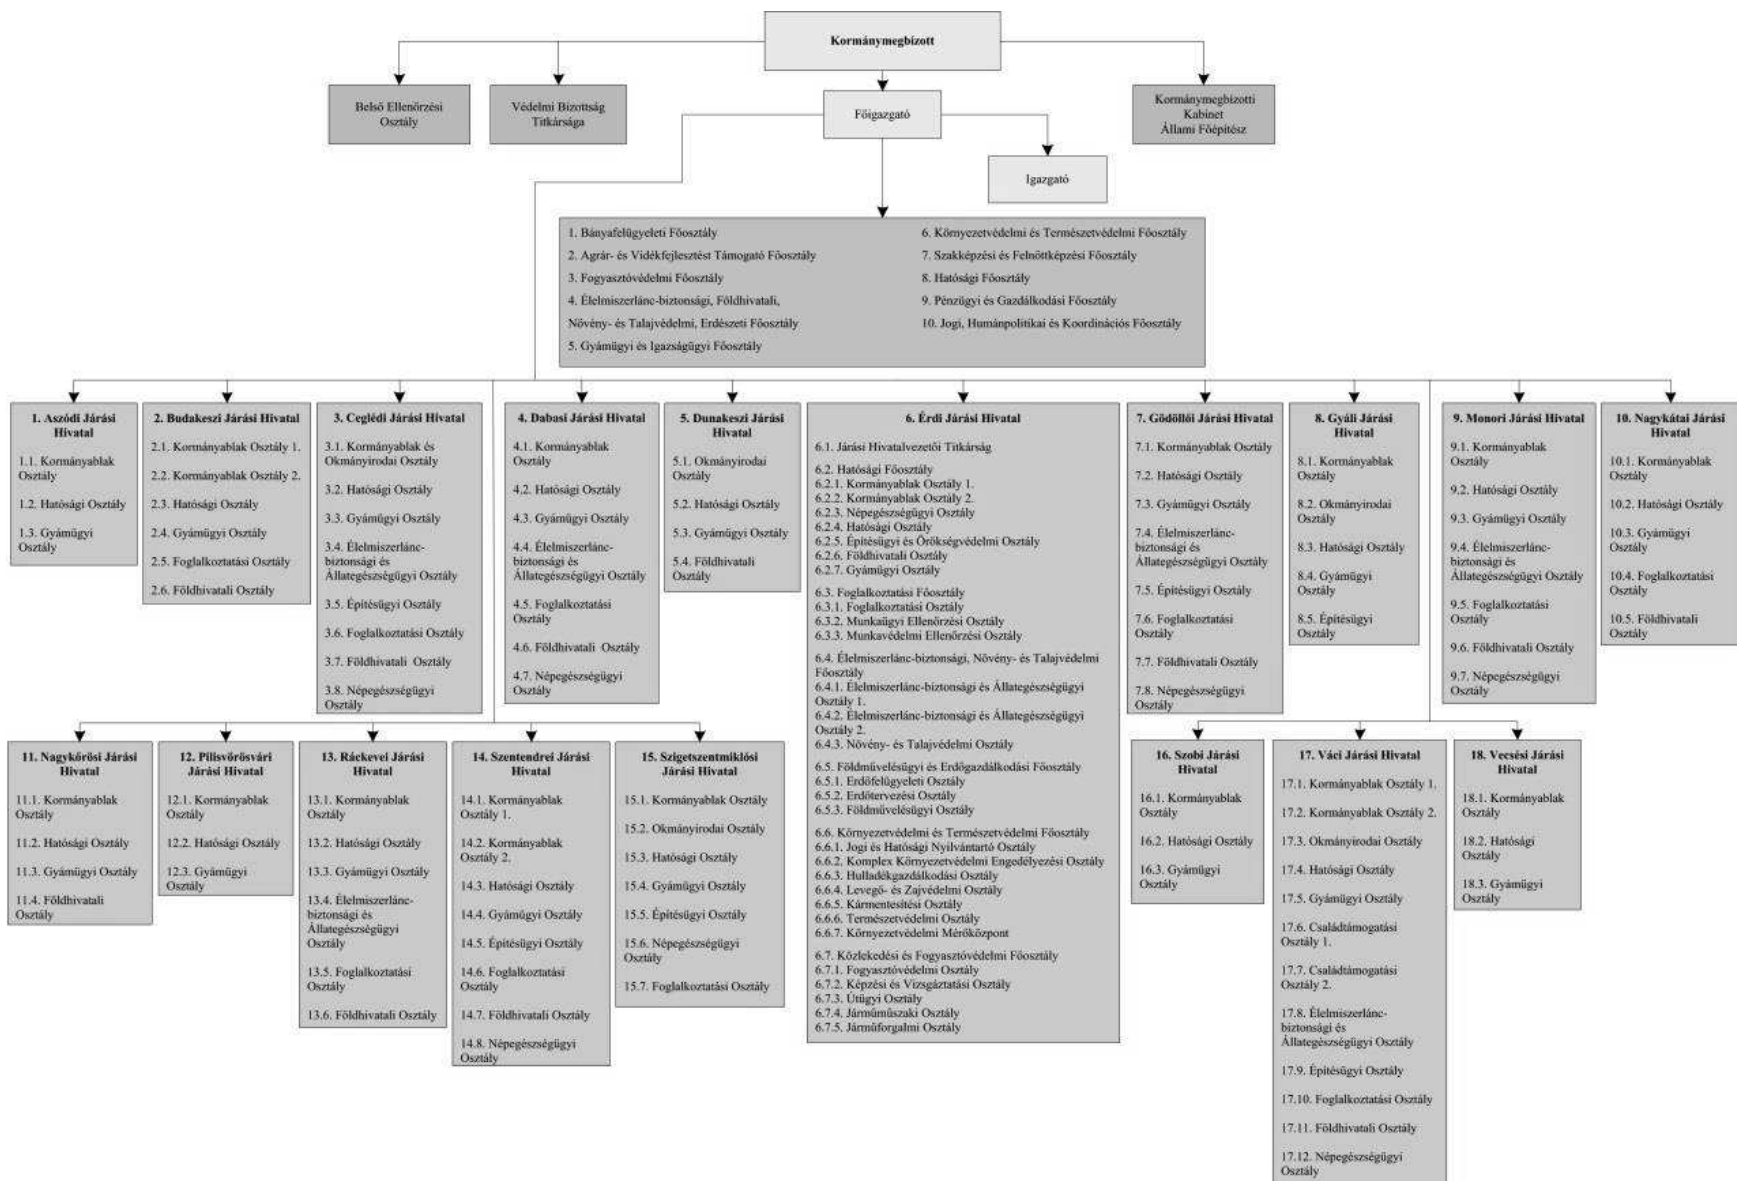 Kormánymegbízott
Belső Ellenőrzési
Osztály
Védelmi Bizottság
Titkársága
Főigazgató
Kormánymegbízotti
Kabinet
Állami Főépítész
Igazgató
1. Bányafelügyeleti Főosztály
2. Agrár- és Vidékfejlesztést Támogató Főosztály
3. Fogyasztóvédelmi Főosztály
4. Élelmiszerlánc-biztonsági, Földhivatali,
Növény- és Talajvédelmi, Erdészeti Főosztály
5. Gyámügyi és Igazságügyi Főosztály
6. Környezetvédelmi és Természetvédelmi Főosztály
7. Szakképzési és Felnőttképzési Főosztály
8. Hatósági Főosztály
9. Pénzügyi és Gazdálkodási Főosztály
10. Jogi, Humánpolitikai és Koordinációs Főosztály
1. Aszódi Járási
Hivatal
1.1. Kormányablak
Osztály
1.2. Hatósági Osztály
1.3. Gyámügyi
Osztály
2. Budakeszi Járási Hivatal
2.1. Kormányablak Osztály 1.
2.2. Kormányablak Osztály 2.
2.3. Hatósági Osztály
2.4. Gyámügyi Osztály
2.5. Foglalkoztatási Osztály
2.6. Földhivatali Osztály
3. Ceglédi Járási Hivatal
3.1. Kormányablak és
Okmányirodai Osztály
3.2. Hatósági Osztály
3.3. Gyámügyi Osztály
3.4. Élelmiszerlánc-
biztonsági és
Állategészségügyi Osztály
3.5. Építésügyi Osztály
3.6. Foglalkoztatási Osztály
3.7. Földhivatali Osztály
3.8. Népegészségügyi
Osztály
4. Dabasi Járási Hivatal
4.1. Kormányablak
Osztály
4.2. Hatósági Osztály
4.3. Gyámügyi Osztály
4.4. Élelmiszerlánc-
biztonsági és
Állategészségügyi Osztály
4.5. Foglalkoztatási
Osztály
4.6. Földhivatali Osztály
4.7. Népegészségügyi
Osztály
5. Dunakeszi Járási
Hivatal
5.1. Okmányirodai
Osztály
5.2. Hatósági Osztály
5.3. Gyámügyi Osztály
5.4. Földhivatali
Osztály
6. Érdi Járási Hivatal
6.1. Járási Hivatalvezetői Titkárság
6.2. Hatósági Főosztály
6.2.1. Kormányablak Osztály 1.
6.2.2. Kormányablak Osztály 2.
6.2.3. Népegészségügyi Osztály
6.2.4. Hatósági Osztály
6.2.5. Építésügyi és Örökségvédelmi Osztály
6.2.6. Földhivatali Osztály
6.2.7. Gyámügyi Osztály
6.3. Foglalkoztatási Főosztály
6.3.1. Foglalkoztatási Osztály
6.3.2. Munkaügyi Ellenőrzési Osztály
6.3.3. Munkavédelmi Ellenőrzési Osztály
6.4. Élelmiszerlánc-biztonsági, Növény- és Talajvédelmi
Főosztály
6.4.1. Élelmiszerlánc-biztonsági és Állategészségügyi
Osztály 1.
6.4.2. Élelmiszerlánc-biztonsági és Állategészségügyi
Osztály 2.
6.4.3. Növény- és Talajvédelmi Osztály
6.5. Földművelésügyi és Erdőgazdálkodási Főosztály
6.5.1. Erdőfelügyeleti Osztály
6.5.2. Erdőtervezési Osztály
6.5.3. Földművelésügyi Osztály
6.6. Környezetvédelmi és Természetvédelmi Főosztály
6.6.1. Jogi és Hatósági Nyilvántartó Osztály
6.6.2. Komplex Környezetvédelmi Engedélyezési Osztály
6.6.3. Hulladékgazdálkodási Osztály
6.6.4. Levegő- és Zajvédelmi Osztály
6.6.5. Kármentesítési Osztály
6.6.6. Természetvédelmi Osztály
6.6.7. Környezetvédelmi Mérőközpont
6.7. Közlekedési és Fogyasztóvédelmi Főosztály
6.7.1. Fogyasztóvédelmi Osztály
6.7.2. Képzési és Vizsgáztatási Osztály
6.7.3. Útügyi Osztály
6.7.4. Járműműszaki Osztály
6.7.5. Járműforgalmi Osztály
7. Gödöllői Járási Hivatal
7.1. Kormányablak Osztály
7.2. Hatósági Osztály
7.3. Gyámügyi Osztály
7.4. Élelmiszerlánc-
biztonsági és
Állategészségügyi Osztály
7.5. Építésügyi Osztály
7.6. Foglalkoztatási
Osztály
7.7. Földhivatali Osztály
7.8. Népegészségügyi
Osztály
8. Gyáli Járási
Hivatal
8.1. Kormányablak
Osztály
8.2. Okmányirodai
Osztály
8.3. Hatósági Osztály
8.4. Gyámügyi
Osztály
8.5. Építésügyi
Osztály
9. Monori Járási Hivatal
9.1. Kormányablak
Osztály
9.2. Hatósági Osztály
9.3. Gyámügyi Osztály
9.4. Élelmiszerlánc-
biztonsági és
Állategészségügyi Osztály
9.5. Foglalkoztatási
Osztály
9.6. Földhivatali Osztály
9.7. Népegészségügyi
Osztály
10. Nagykátai Járási
Hivatal
10.1. Kormányablak
Osztály
10.2. Hatósági Osztály
10.3. Gyámügyi
Osztály
10.4. Foglalkoztatási
Osztály
10.5. Földhivatali
Osztály
11. Nagykőrösi Járási
Hivatal
11.1. Kormányablak
Osztály
11.2. Hatósági Osztály
11.3. Gyámügyi Osztály
11.4. Földhivatali
Osztály
12. Pilisvörösvári
Járási Hivatal
12.1. Kormányablak
Osztály
12.2. Hatósági Osztály
12.3. Gyámügyi
Osztály
13. Ráckevei Járási
Hivatal
13.1. Kormányablak
Osztály
13.2. Hatósági Osztály
13.3. Gyámügyi Osztály
13.4. Élelmiszerlánc-
biztonsági és
Állategészségügyi
Osztály
13.5. Foglalkoztatási
Osztály
13.6. Földhivatali Osztály
14. Szentendrei Járási
Hivatal
14.1. Kormányablak
Osztály 1.
14.2. Kormányablak
Osztály 2.
14.3. Hatósági Osztály
14.4. Gyámügyi Osztály
14.5. Építésügyi Osztály
14.6. Foglalkoztatási
Osztály
14.7. Földhivatali Osztály
14.8. Népegészségügyi
Osztály
15. Szigetszentmiklósi
Járási Hivatal
15.1. Kormányablak Osztály
15.2. Okmányirodai Osztály
15.3. Hatósági Osztály
15.4. Gyámügyi Osztály
15.5. Építésügyi Osztály
15.6. Népegészségügyi
Osztály
15.7. Foglalkoztatási Osztály
16. Szobi Járási
Hivatal
16.1. Kormányablak
Osztály
16.2. Hatósági Osztály
16.3. Gyámügyi
Osztály
17. Váci Járási Hivatal
17.1. Kormányablak Osztály 1.
17.2. Kormányablak Osztály 2.
17.3. Okmányirodai Osztály
17.4. Hatósági Osztály
17.5. Gyámügyi Osztály
17.6. Családtámogatási
Osztály 1.
17.7. Családtámogatási
Osztály 2.
17.8. Élelmiszerlánc-
biztonsági és
Állategészségügyi Osztály
17.9. Építésügyi Osztály
17.10. Foglalkoztatási Osztály
17.11. Földhivatali Osztály
17.12. Népegészségügyi
Osztály
18. Vecsési Járási
Hivatal
18.1. Kormányablak
Osztály
18.2. Hatósági
Osztály
18.3. Gyámügyi
Osztály